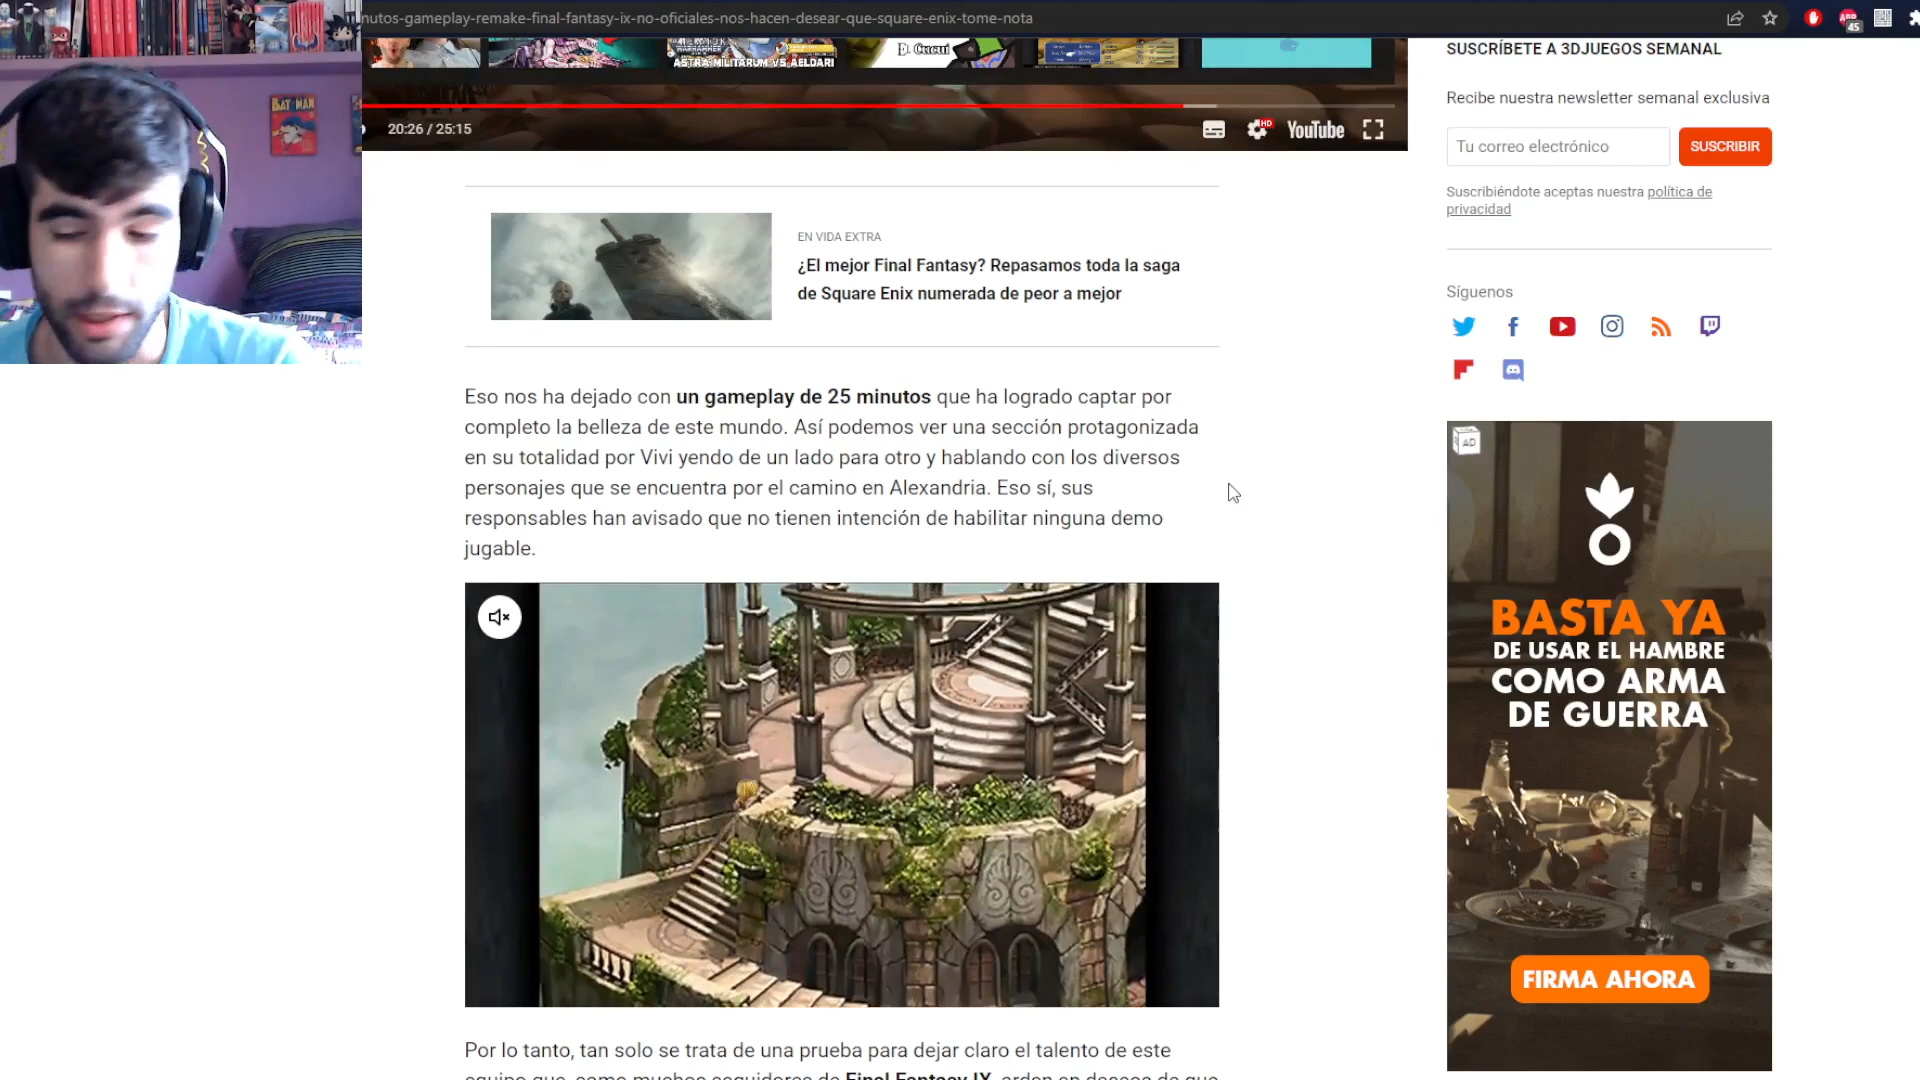 nutos-gameplay-remake-final-fantasy-ix-no-oficiales-nos-hacen-desear-que-square-enix-tome-nota
45
BAT MAN
ASTRA MILITARUM VS AELDARI
20:26 / 25:15
HD
YouTube
SUSCRÍBETE A 3DJUEGOS SEMANAL
Recibe nuestra newsletter semanal exclusiva
Tu correo electrónico
SUSCRIBIR
Suscribiéndote aceptas nuestra política de
privacidad
EN VIDA EXTRA
¿El mejor Final Fantasy? Repasamos toda la saga
de Square Enix numerada de peor a mejor
Síguenos
Eso nos ha dejado con un gameplay de 25 minutos que ha logrado captar por
completo la belleza de este mundo. Así podemos ver una sección protagonizada
en su totalidad por Vivi yendo de un lado para otro y hablando con los diversos
personajes que se encuentra por el camino en Alexandria. Eso sí, sus
responsables han avisado que no tienen intención de habilitar ninguna demo
jugable.
AD
BASTA YA
DE USAR EL HAMBRE
COMO ARMA
DE GUERRA
FIRMA AHORA
Por lo tanto, tan solo se trata de una prueba para dejar claro el talento de este
equipo que, como muchos seguidores de Final Fantasy IX, arden en deseos de que